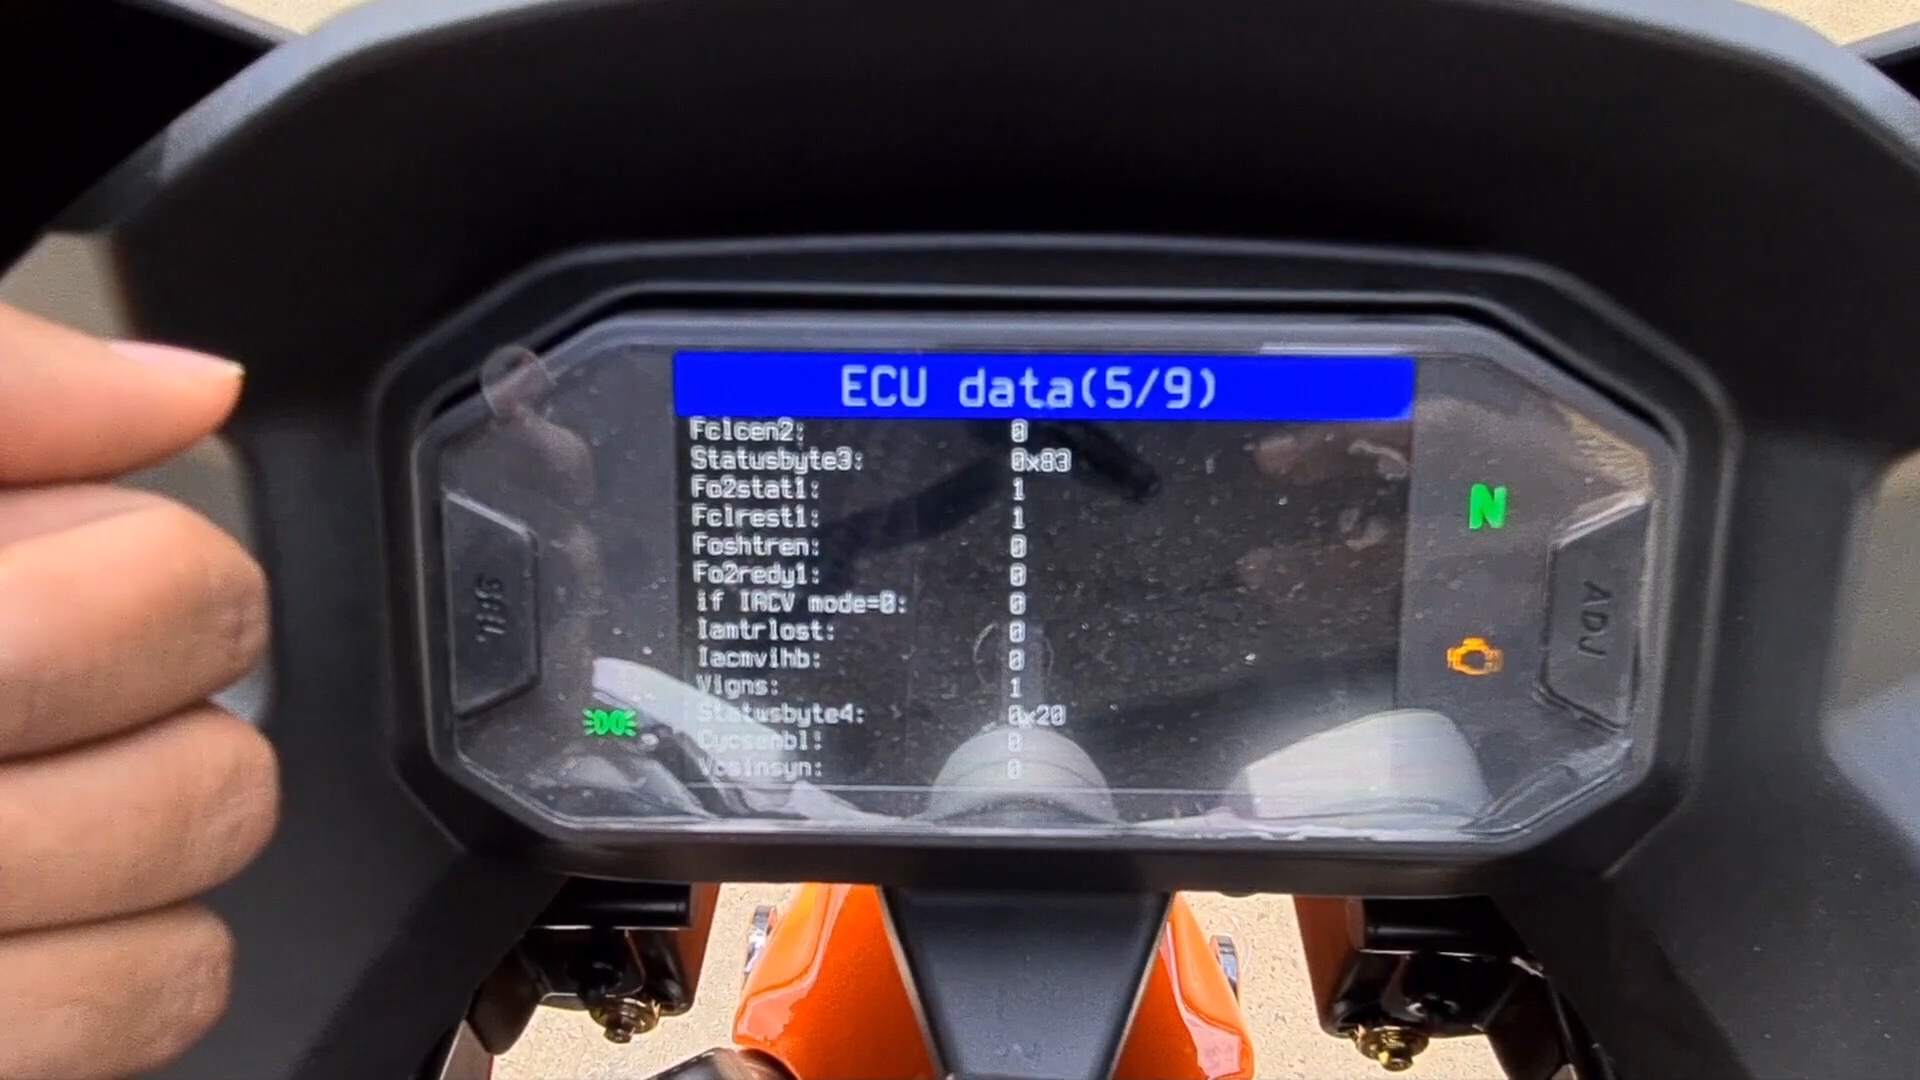 ECU data(5/9)
Fclcen2: 0
Statusbyte3: 0x83
Fo2stat1: 1
Fclrest1: 1
Foshtren: 0
Fo2redy1: 0
if IACV mode=0: 0
Iamtrlost: 0
Iacmvihb: 0
Vigns: 1
Statusbyte4: 0x20
Cycsenbl: 0
Vcsinsyn: 0
N
ADJ